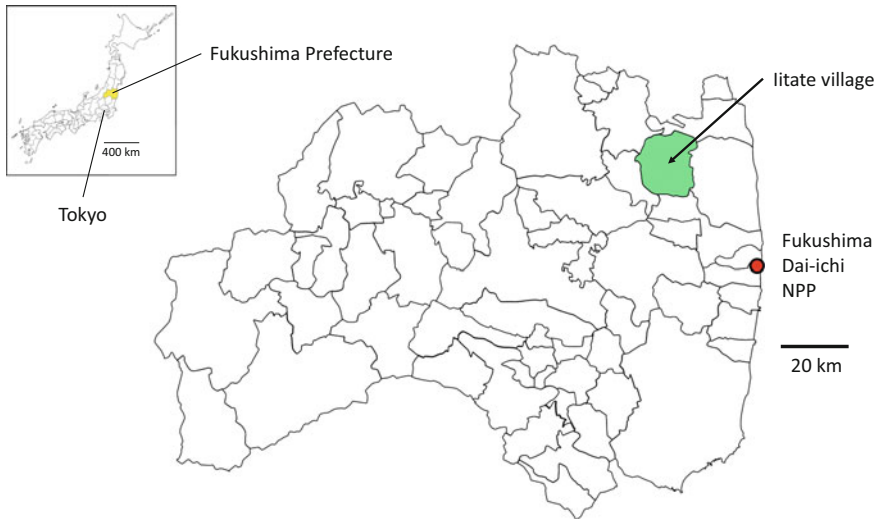 Fukushima Prefecture
400 km
Tokyo
Iitate village
Fukushima
Dai-ichi
NPP
20 km